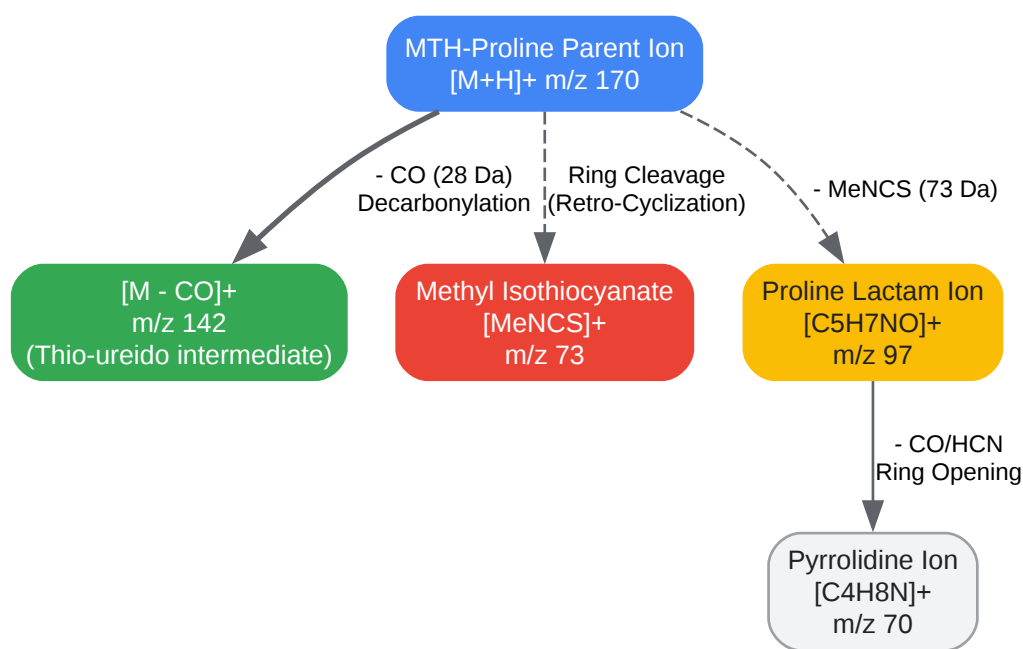 MTH-Proline Parent Ion
[M+H]+ m/z 170
- CO (28 Da)
Decarbonylation
Ring Cleavage
(Retro-Cyclization)
- MeNCS (73 Da)
[M - CO]+
m/z 142
(Thio-ureido intermediate)
Methyl Isothiocyanate
[MeNCS]+
m/z 73
Proline Lactam Ion
[C5H7NO]+
m/z 97
- CO/HCN
Ring Opening
Pyrrolidine Ion
[C4H8N]+
m/z 70